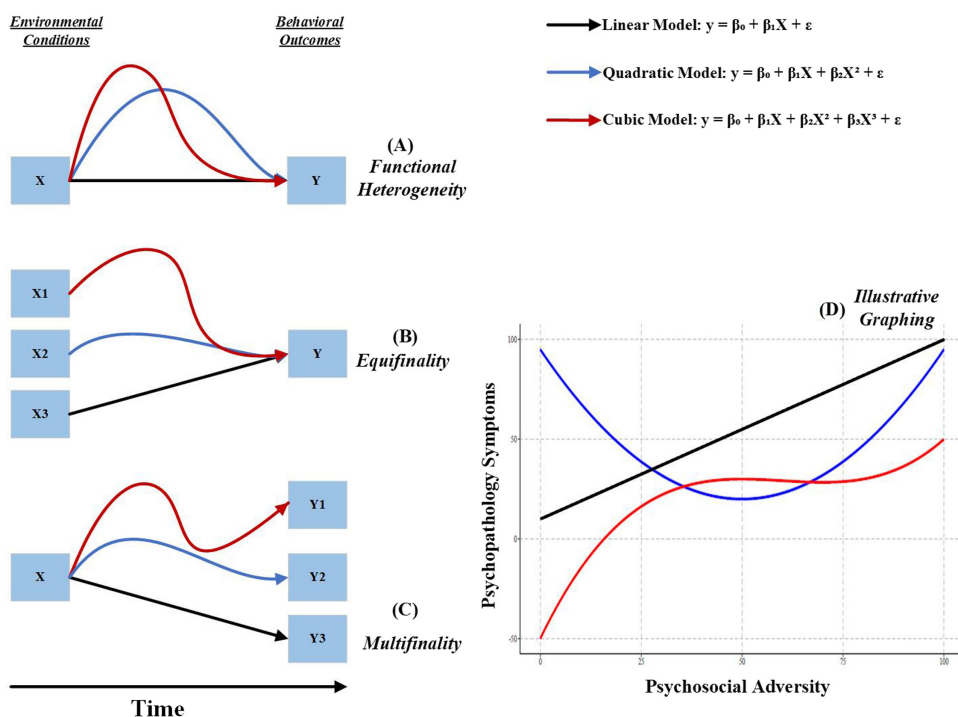 Environmental
Conditions
Behavioral
Outcomes
Linear Model: y = β₀ + β₁X + ε
Quadratic Model: y = β₀ + β₁X + β₂X² + ε
Cubic Model: y = β₀ + β₁X + β₂X² + β₃X³ + ε
X
Y
(A)
Functional
Heterogeneity
X1
X2
X3
Y
(B)
Equifinality
X
Y1
Y2
Y3
(C)
Multifinality
Time
(D)
Illustrative
Graphing
Psychopathology Symptoms
100
50
0
-50
0
25
50
75
100
Psychosocial Adversity